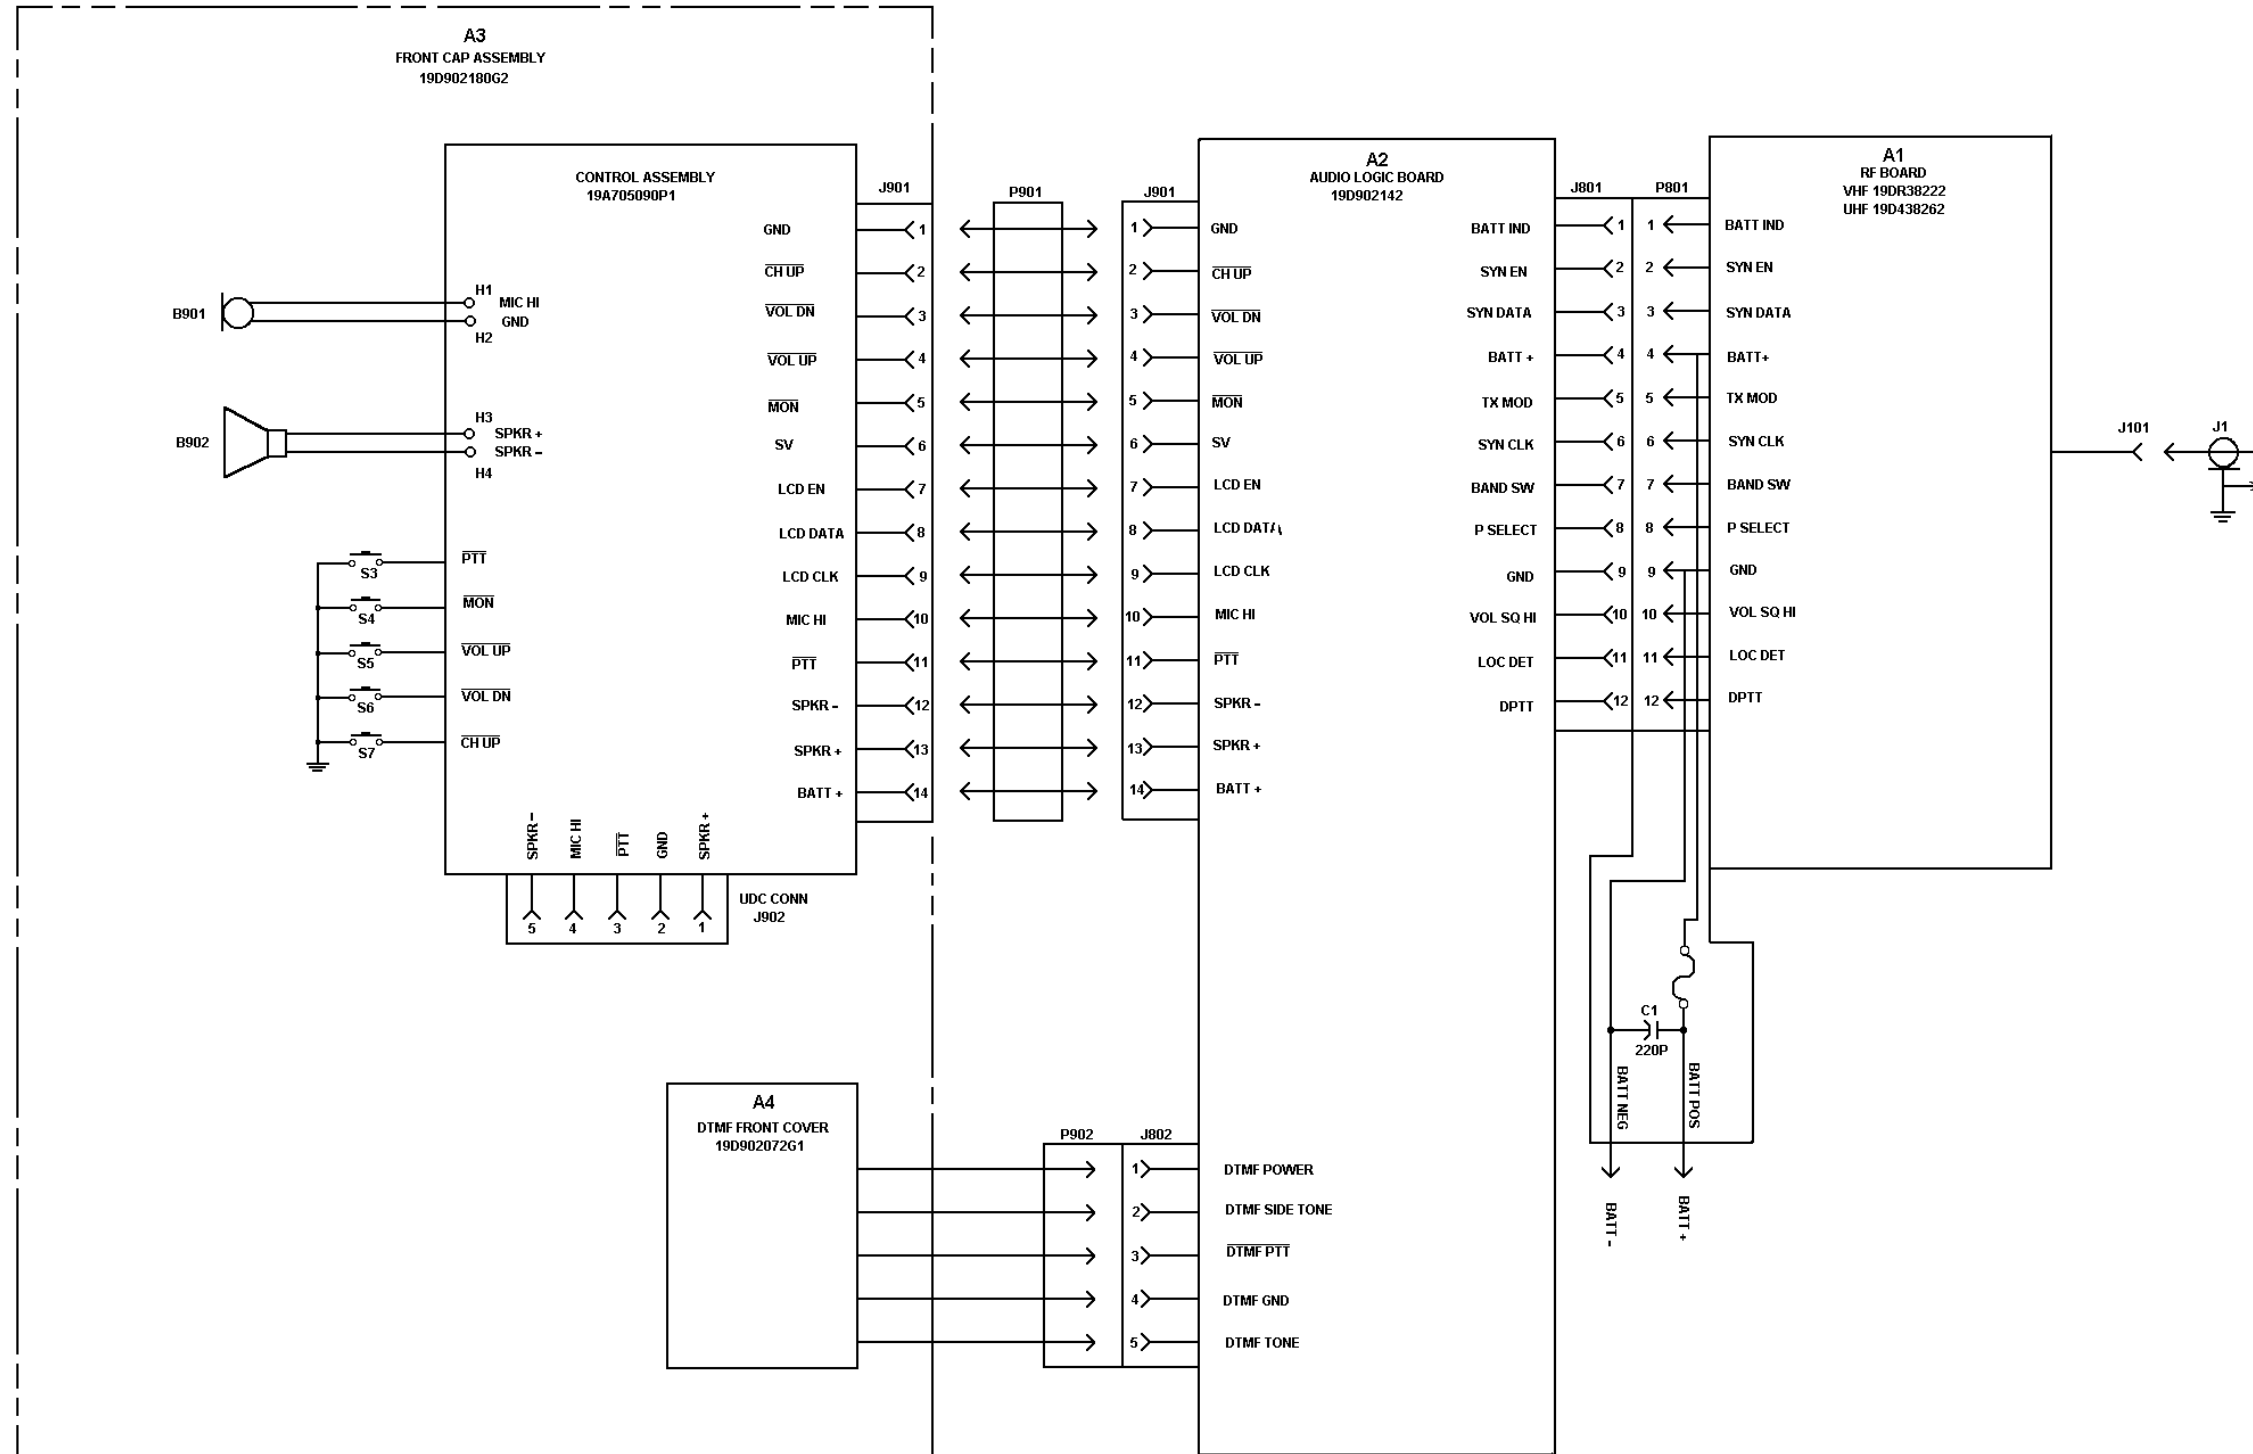 A3
FRONT CAP ASSEMBLY
19D902180G2
CONTROL ASSEMBLY
19A705090P1
J901
GND
1
CH UP
2
VOL DN
3
VOL UP
4
MON
5
SV
6
LCD EN
7
LCD DATA
8
LCD CLK
9
MIC HI
10
PTT
11
SPKR -
12
SPKR +
13
BATT +
14
B901
H1
MIC HI
GND
H2
B902
H3
SPKR +
SPKR -
H4
PTT
S3
MON
S4
VOL UP
S5
VOL DN
S6
CH UP
S7
SPKR -
MIC HI
PTT
GND
SPKR +
5
4
3
2
1
UDC CONN
J902
P901
J901
A2
AUDIO LOGIC BOARD
19D902142
1
GND
2
CH UP
3
VOL DN
4
VOL UP
5
MON
6
SV
7
LCD EN
8
LCD DATA
9
LCD CLK
10
MIC HI
11
PTT
12
SPKR -
13
SPKR +
14
BATT +
J801
P801
BATT IND
1
1
BATT IND
SYN EN
2
2
SYN EN
SYN DATA
3
3
SYN DATA
BATT +
4
4
BATT+
TX MOD
5
5
TX MOD
SYN CLK
6
6
SYN CLK
BAND SW
7
7
BAND SW
P SELECT
8
8
P SELECT
GND
9
9
GND
VOL SQ HI
10
10
VOL SQ HI
LOC DET
11
11
LOC DET
DPTT
12
12
DPTT
A1
RF BOARD
VHF 19DR38222
UHF 19D438262
J101
J1
C1
220P
BATT NEG
BATT POS
BATT -
BATT +
A4
DTMF FRONT COVER
19D902072G1
P902
J802
1
DTMF POWER
2
DTMF SIDE TONE
3
DTMF PTT
4
DTMF GND
5
DTMF TONE